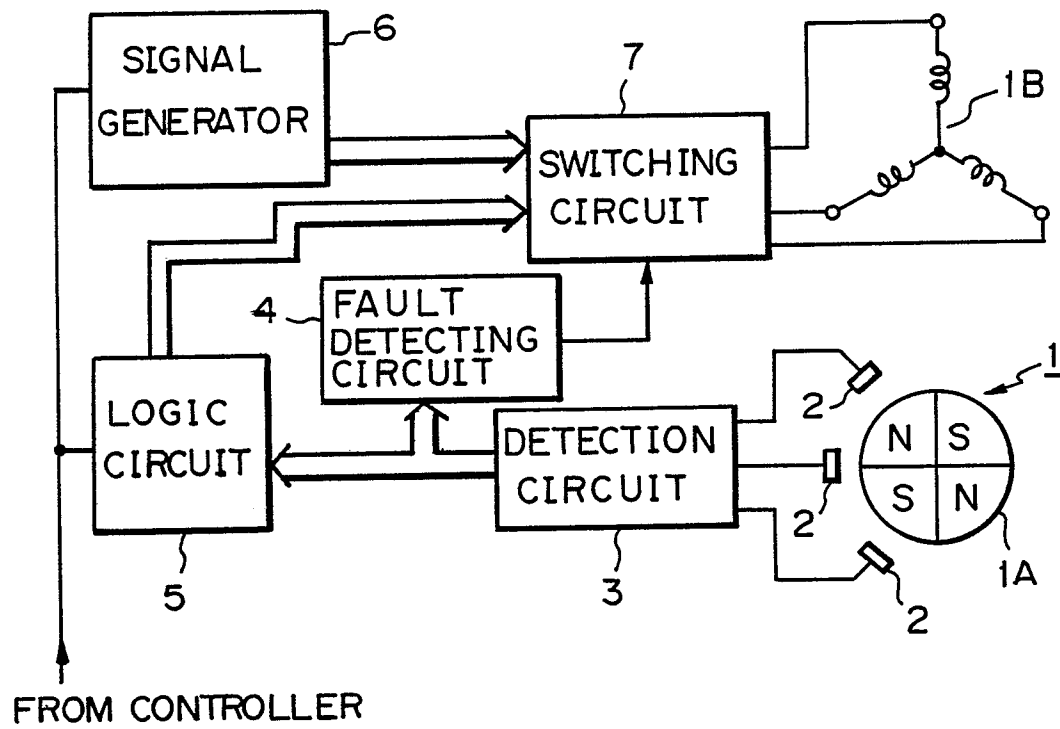 6
SIGNAL
GENERATOR
7
1B
SWITCHING
CIRCUIT
4
FAULT
DETECTING
CIRCUIT
1
2
LOGIC
CIRCUIT
DETECTION
CIRCUIT
N S
S N
2
1A
5
3
2
FROM CONTROLLER